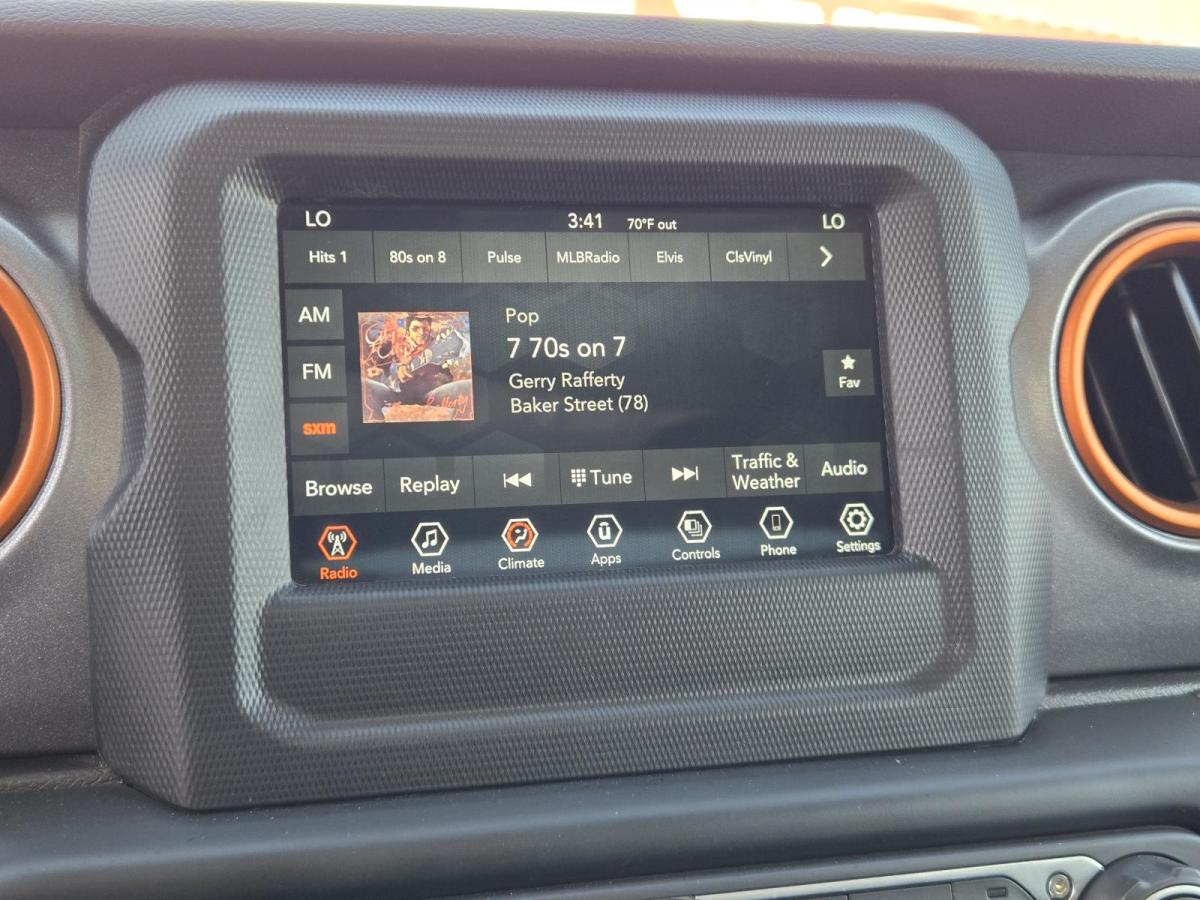 LO 3:41 70°F out LO
Hits 1 80s on 8 Pulse MLBRadio Elvis ClsVinyl
AM
FM
sxm
Pop
7 70s on 7
Gerry Rafferty
Baker Street (78)
Fav
Browse Replay Tune Traffic & Weather Audio
Radio Media Climate Apps Controls Phone Settings